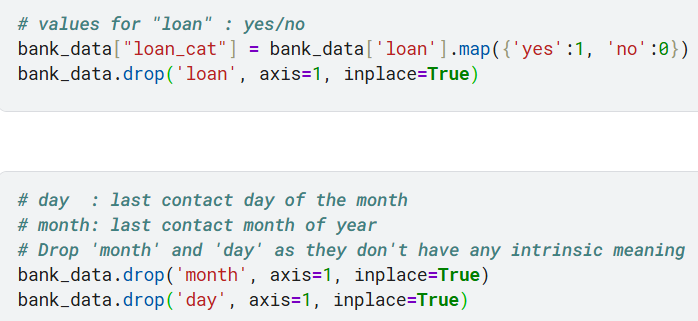 # values for "loan" : yes/no
bank_data["loan_cat"] = bank_data['loan'].map({'yes':1, 'no':0})
bank_data.drop('loan', axis=1, inplace=True)
# day  : last contact day of the month
# month: last contact month of year
# Drop 'month' and 'day' as they don't have any intrinsic meaning
bank_data.drop('month', axis=1, inplace=True)
bank_data.drop('day', axis=1, inplace=True)